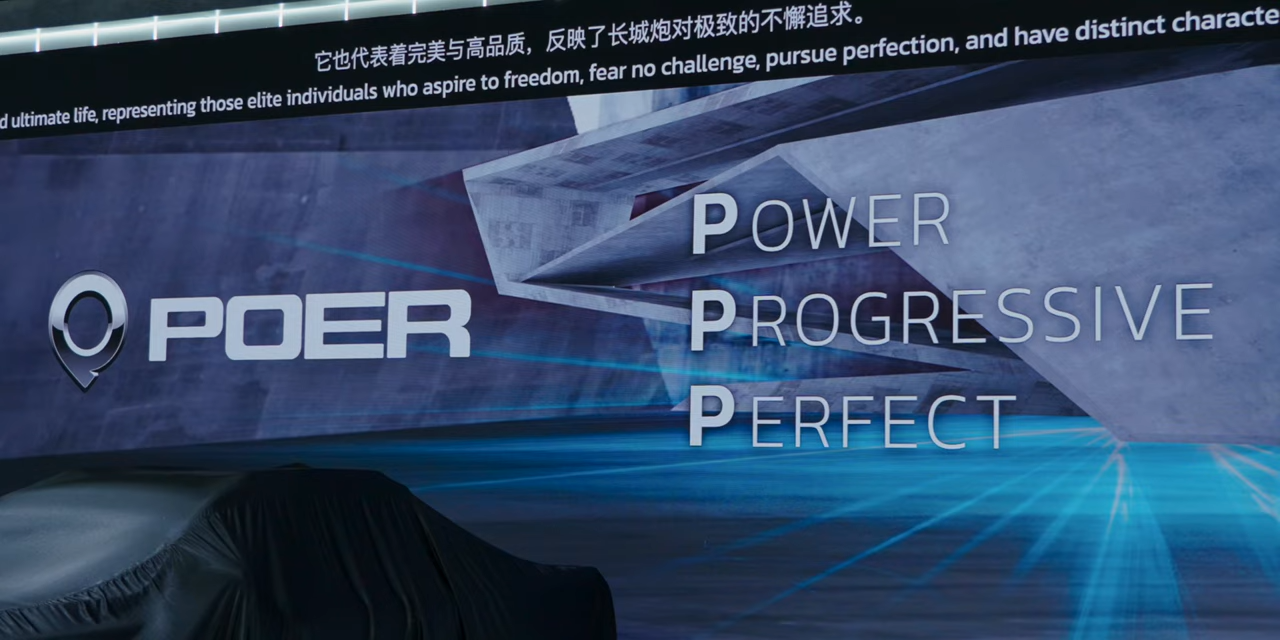 它也代表着完美与高品质，反映了长城炮对极致的不懈追求。
ultimate life, representing those elite individuals who aspire to freedom, fear no challenge, pursue perfection, and have distinct
POER
POWER
PROGRESSIVE
PERFECT